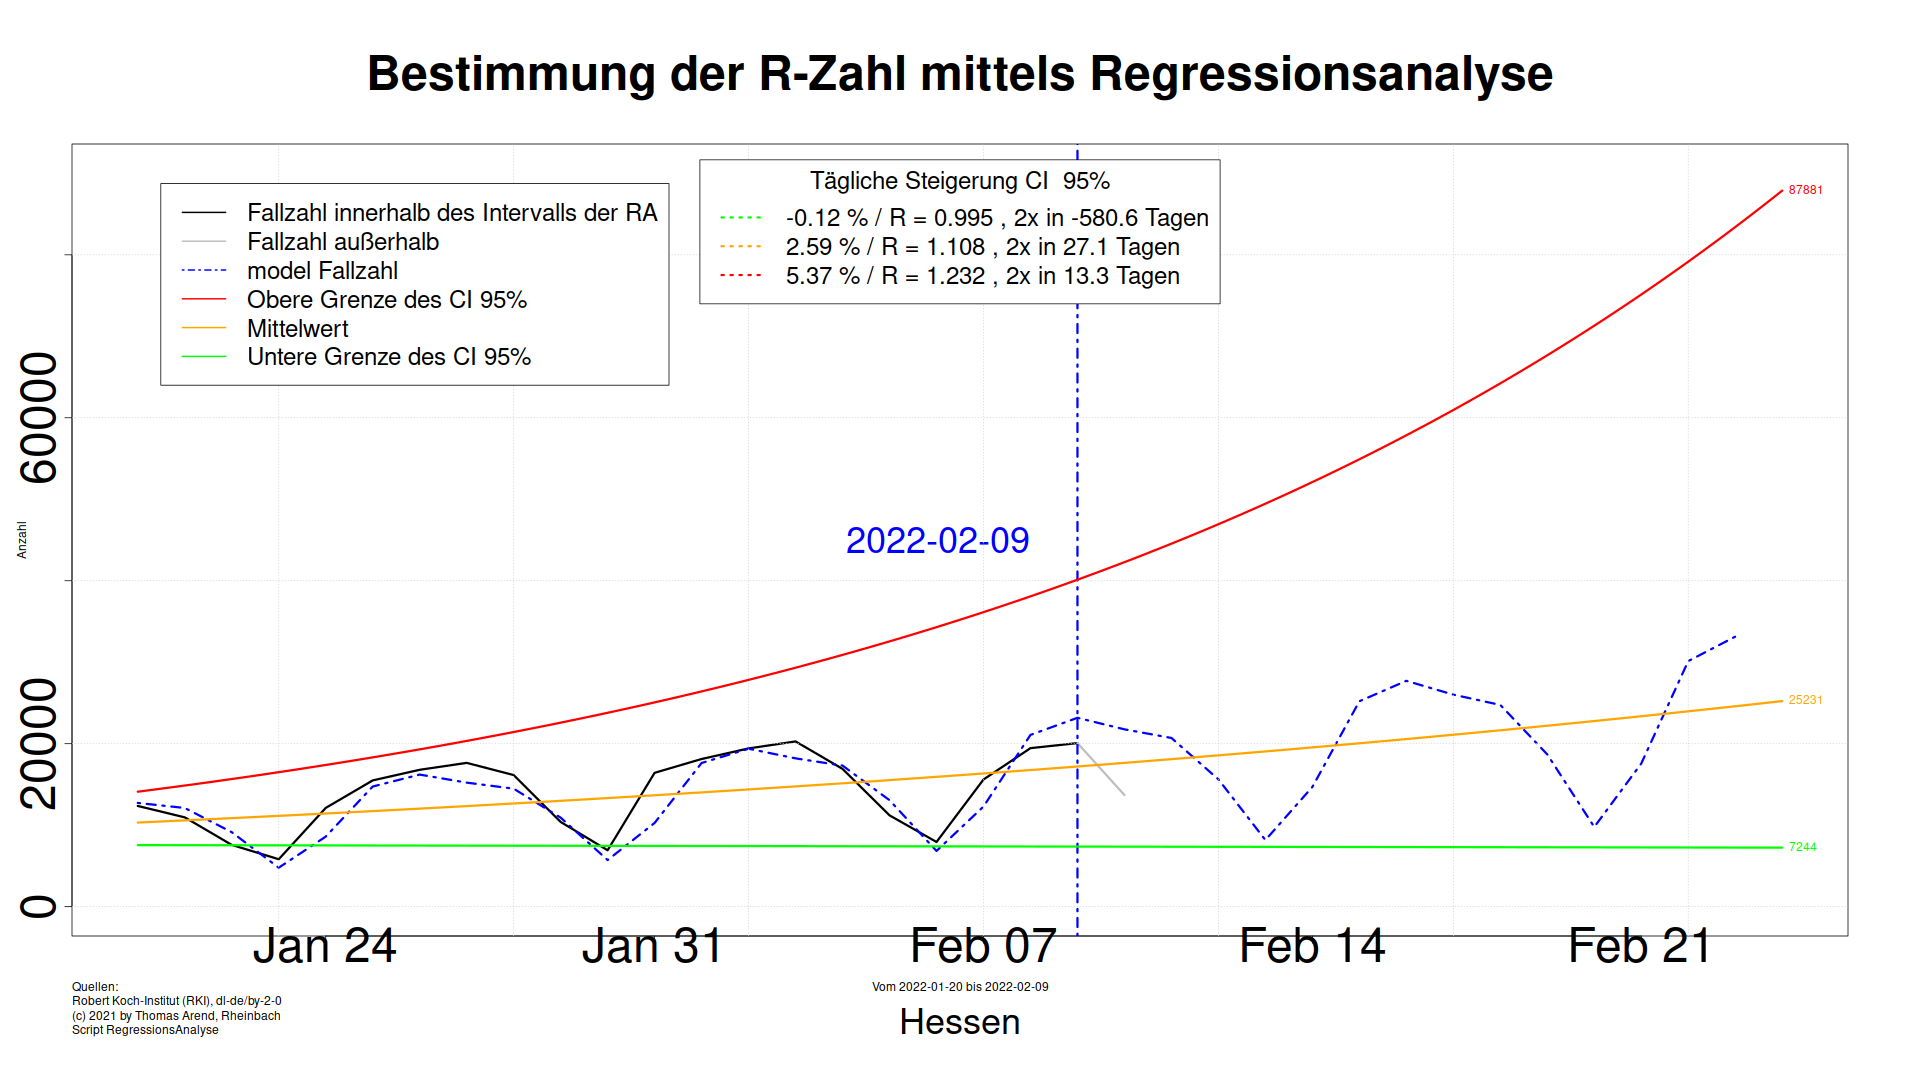 Bestimmung der R-Zahl mittels Regressionsanalyse
Fallzahl innerhalb des Intervalls der RA
Fallzahl außerhalb
model Fallzahl
Obere Grenze des CI 95%
Mittelwert
Untere Grenze des CI 95%
Tägliche Steigerung CI  95%
-0.12 % / R = 0.995 , 2x in -580.6 Tagen
2.59 % / R = 1.108 , 2x in 27.1 Tagen
5.37 % / R = 1.232 , 2x in 13.3 Tagen
87881
60000
Anzahl
2022-02-09
25231
20000
7244
0
Jan 24
Jan 31
Feb 07
Feb 14
Feb 21
Quellen:
Robert Koch-Institut (RKI), dl-de/by-2-0
(c) 2021 by Thomas Arend, Rheinbach
Script RegressionsAnalyse
Vom 2022-01-20 bis 2022-02-09
Hessen